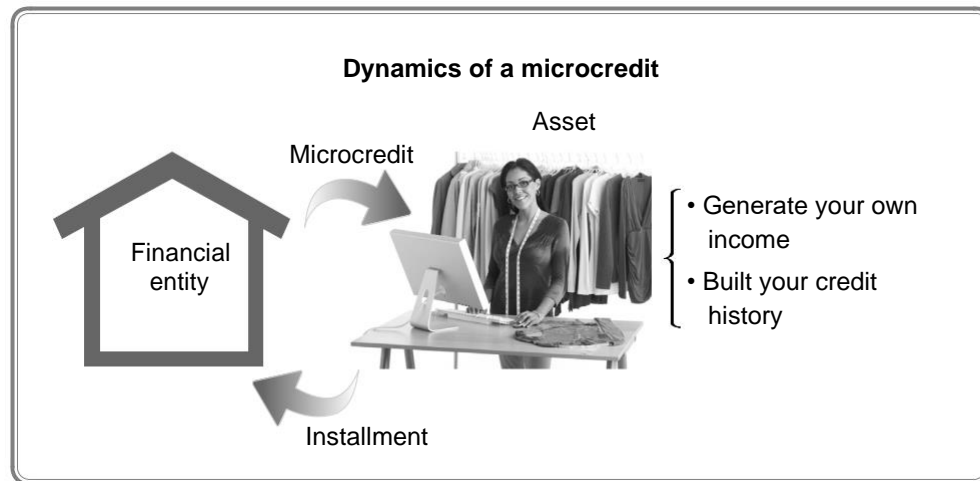 Dynamics of a microcredit
Asset
Microcredit
Financial
entity
• Generate your own
income
• Built your credit
history
Installment